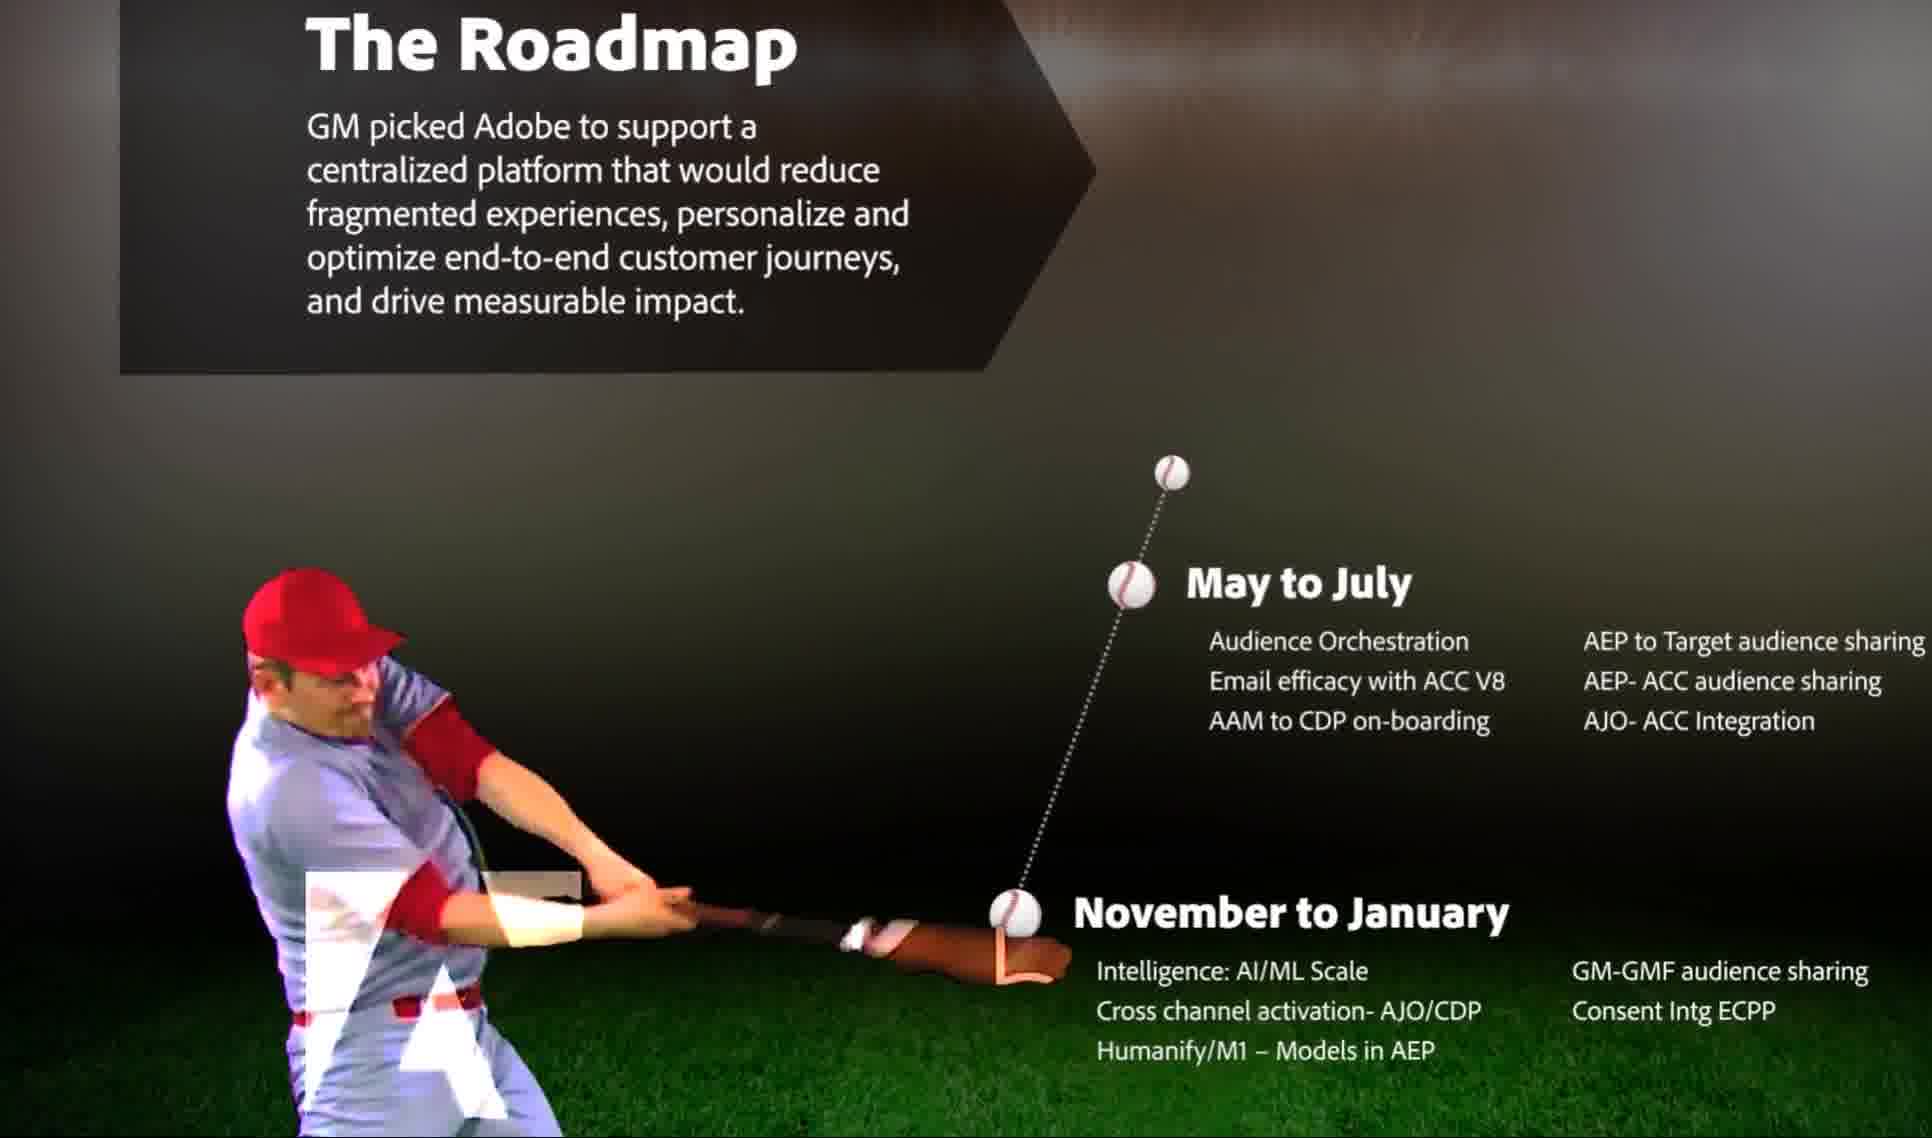 The Roadmap
GM picked Adobe to support a
centralized platform that would reduce
fragmented experiences, personalize and
optimize end-to-end customer journeys,
and drive measurable impact.
May to July
Audience Orchestration
Email efficacy with ACC V8
AAM to CDP on-boarding
AEP to Target audience sharing
AEP- ACC audience sharing
AJO- ACC Integration
November to January
Intelligence: AI/ML Scale
Cross channel activation- AJO/CDP
Humanify/M1 – Models in AEP
GM-GMF audience sharing
Consent Intg ECPP